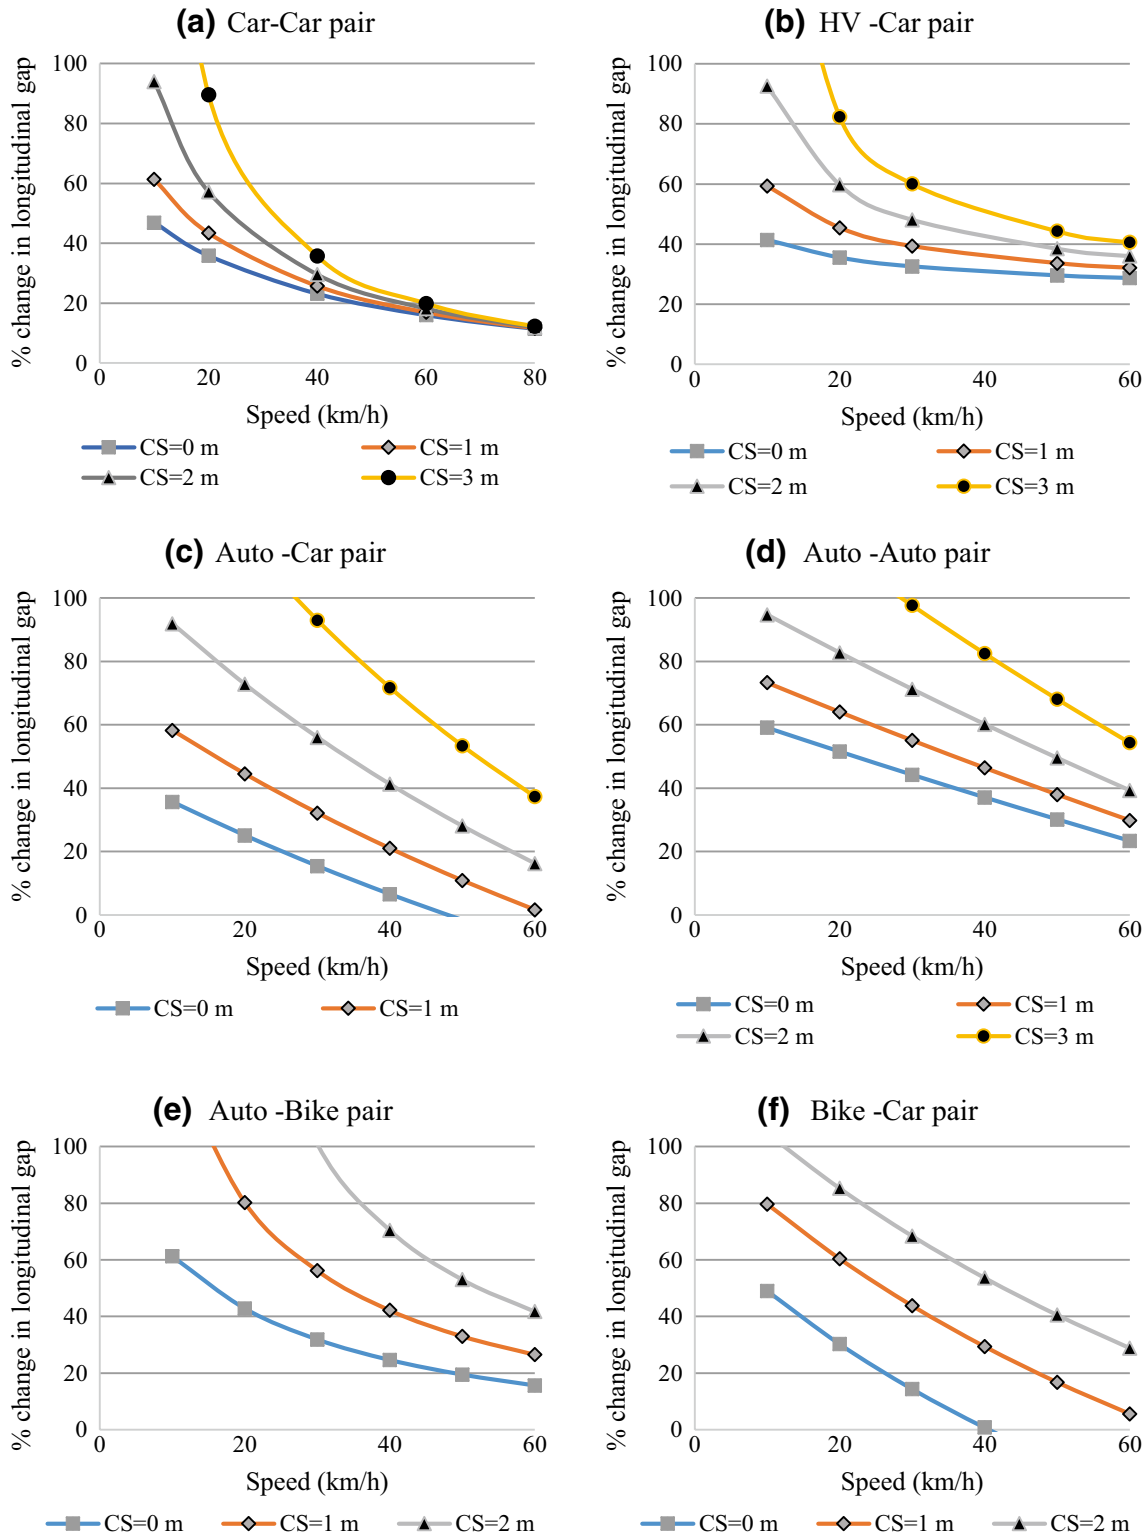 (a) Car-Car pair
% change in longitudinal gap
100
80
60
40
20
0
0 20 40 60 80
Speed (km/h)
CS=0 m CS=1 m
CS=2 m CS=3 m
(b) HV -Car pair
% change in longitudinal gap
100
80
60
40
20
0
0 20 40 60
Speed (km/h)
CS=0 m CS=1 m
CS=2 m CS=3 m
(c) Auto -Car pair
% change in longitudinal gap
100
80
60
40
20
0
0 20 40 60
Speed (km/h)
CS=0 m CS=1 m
(d) Auto -Auto pair
% change in longitudinal gap
100
80
60
40
20
0
0 20 40 60
Speed (km/h)
CS=0 m CS=1 m
CS=2 m CS=3 m
(e) Auto -Bike pair
% change in longitudinal gap
100
80
60
40
20
0
0 20 40 60
Speed (km/h)
CS=0 m CS=1 m CS=2 m
(f) Bike -Car pair
% change in longitudinal gap
100
80
60
40
20
0
0 20 40 60
Speed (km/h)
CS=0 m CS=1 m CS=2 m